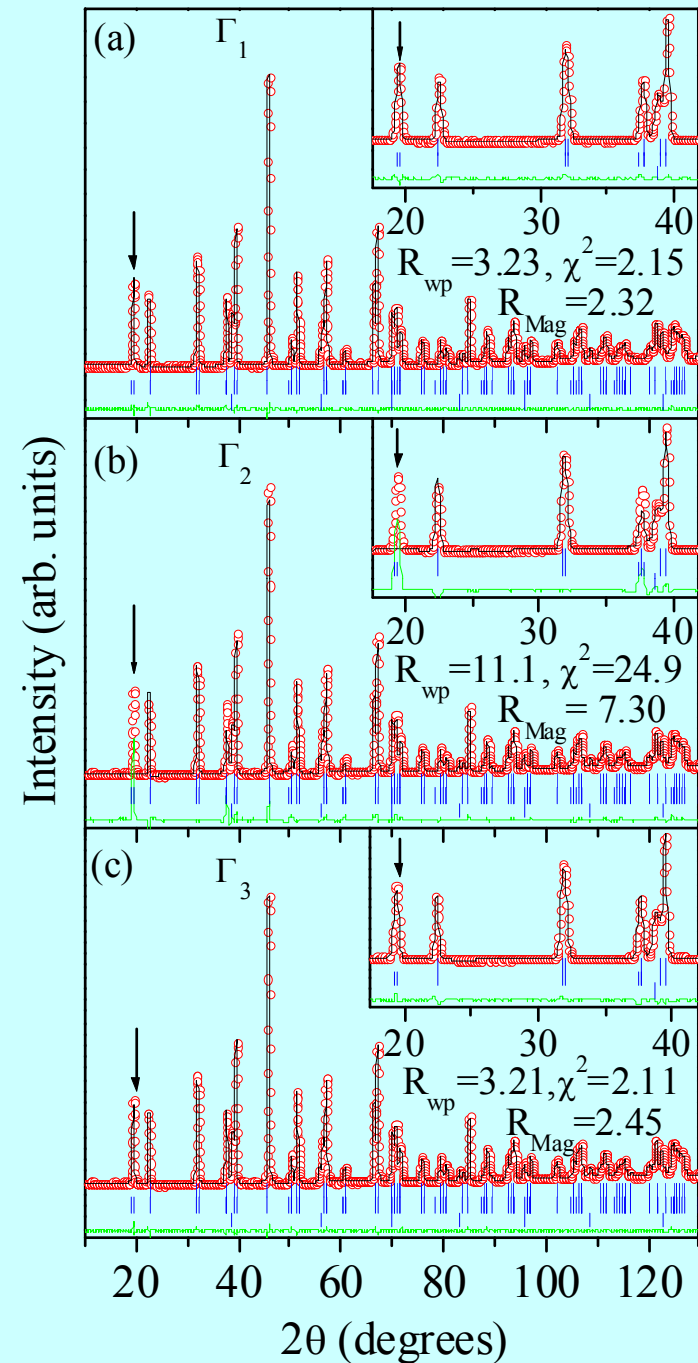 Intensity (arb. units)
(a) Γ₁
20 30 40
R_wp=3.23, χ²=2.15
R_Mag=2.32
(b) Γ₂
20 30 40
R_wp=11.1, χ²=24.9
R_Mag= 7.30
(c) Γ₃
20 30 40
R_wp=3.21,χ²=2.11
R_Mag=2.45
20 40 60 80 100 120
2θ (degrees)